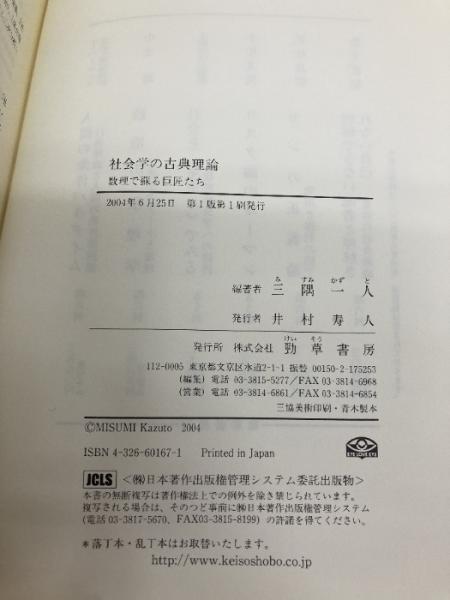 社会学の古典理論
数理で蘇る巨匠たち
2004年6月25日 第1版第1刷発行
み すみ かず と
編著者 三隅一人
発行者 井村寿人
けい そう
発行所 株式会社 勁草書房
112-0005 東京都文京区水道2-1-1 振替 00150-2-175253
(編集) 電話 03-3815-5277/FAX 03-3814-6968
(営業) 電話 03-3814-6861/FAX 03-3814-6854
三協美術印刷・青木製本
©MISUMI Kazuto 2004
ISBN 4-326-60167-1 Printed in Japan
JCLS <㈱日本著作出版権管理システム委託出版物>
本書の無断複写は著作権法上での例外を除き禁じられています。
複写される場合は、そのつど事前に㈱日本著作出版権管理システム
(電話 03-3817-5670、FAX03-3815-8199) の許諾を得てください。
*落丁本・乱丁本はお取替いたします。
http://www.keisoshobo.co.jp